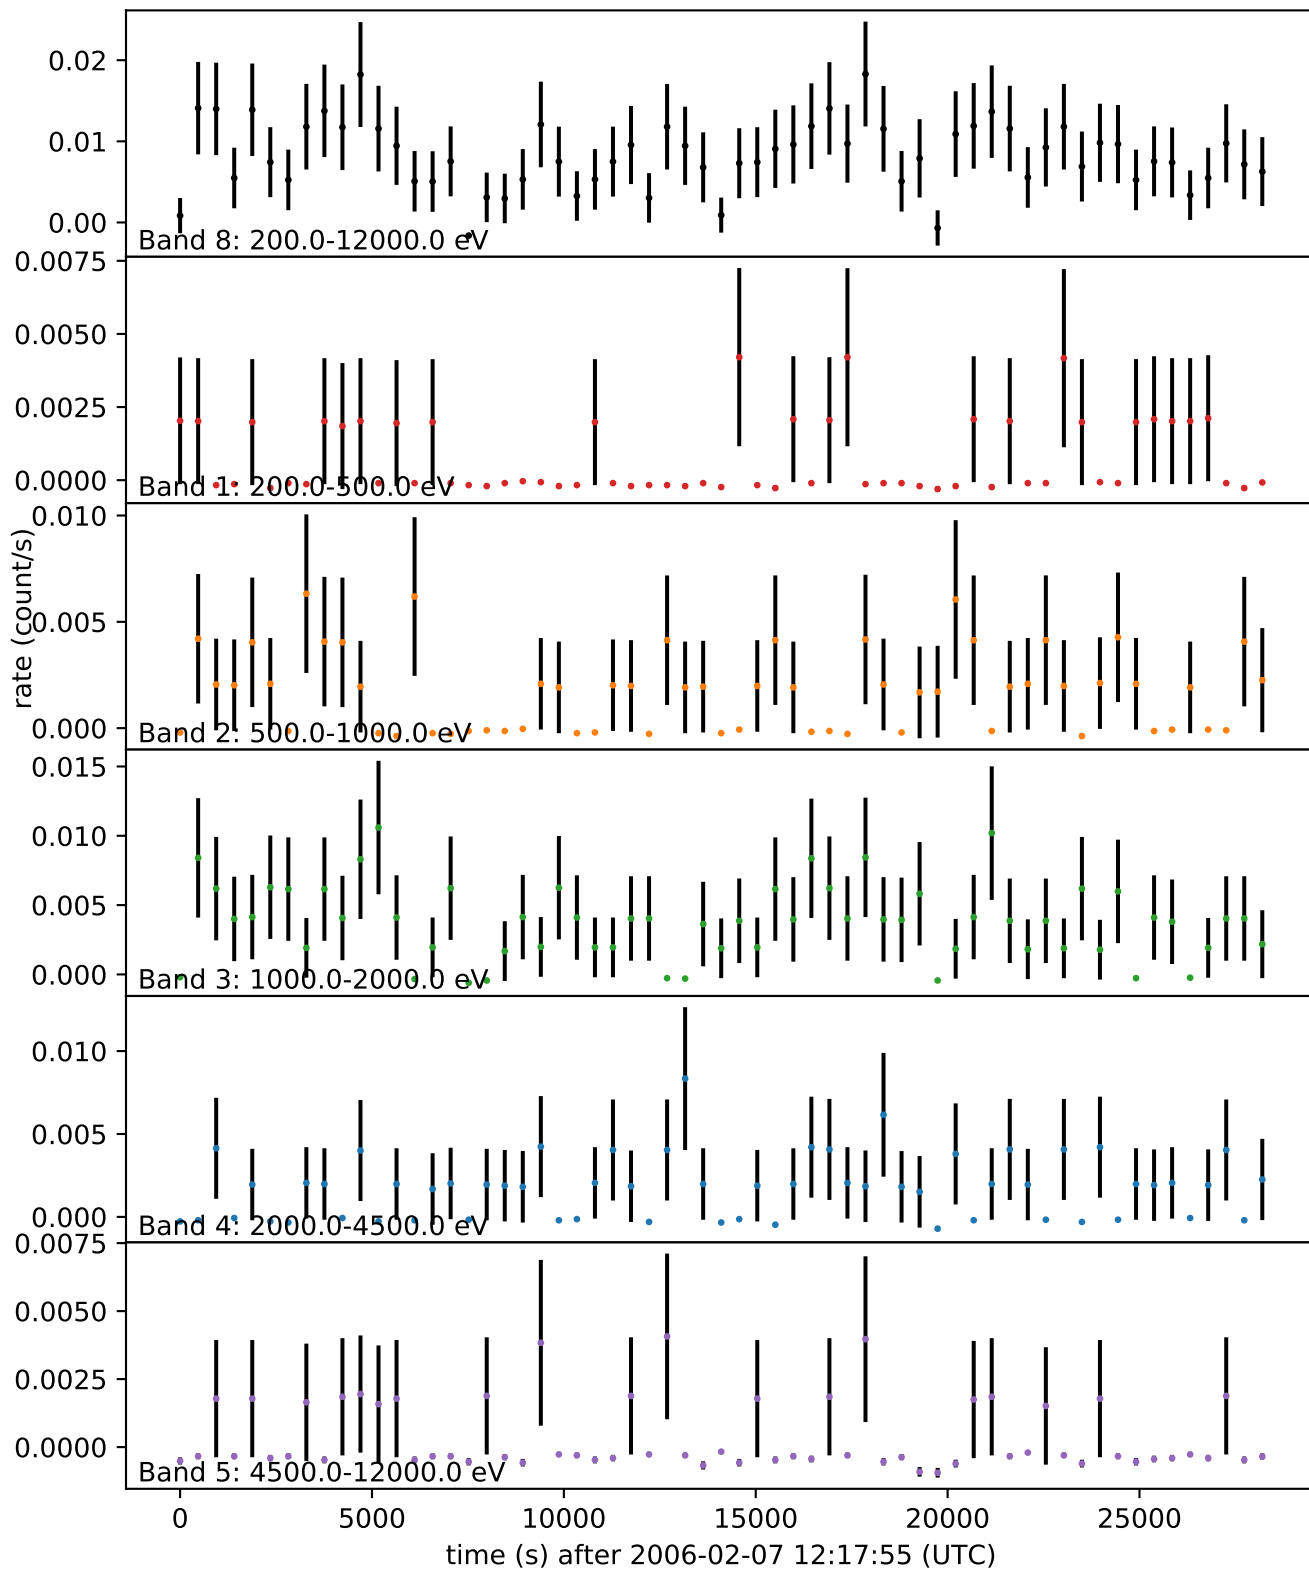 0.02
0.01
0.00
Band 8: 200.0-12000.0 eV
0.0075
0.0050
0.0025
0.0000
Band 1: 200.0-500.0 eV
0.010
0.005
0.000
Band 2: 500.0-1000.0 eV
rate (count/s)
0.015
0.010
0.005
0.000
Band 3: 1000.0-2000.0 eV
0.010
0.005
0.000
Band 4: 2000.0-4500.0 eV
0.0075
0.0050
0.0025
0.0000
Band 5: 4500.0-12000.0 eV
0 5000 10000 15000 20000 25000
time (s) after 2006-02-07 12:17:55 (UTC)